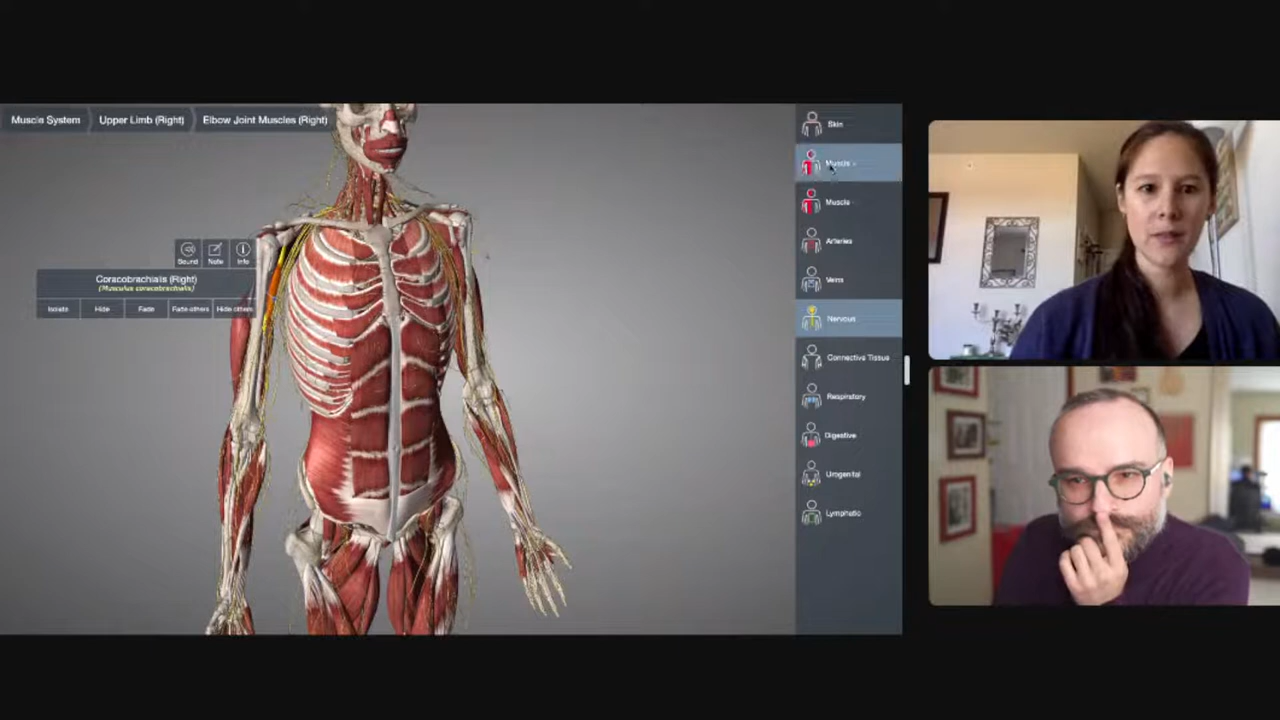 Muscle System
Upper Limb (Right)
Elbow Joint Muscles (Right)
Sound
Note
Info
Coracobrachialis (Right)
(Musculus coracobrachialis)
Isolate
Hide
Fade
Fade others
Hide others
Skin
Muscle +
Muscle -
Arteries
Veins
Nervous
Connective Tissue
Respiratory
Digestive
Urogenital
Lymphatic